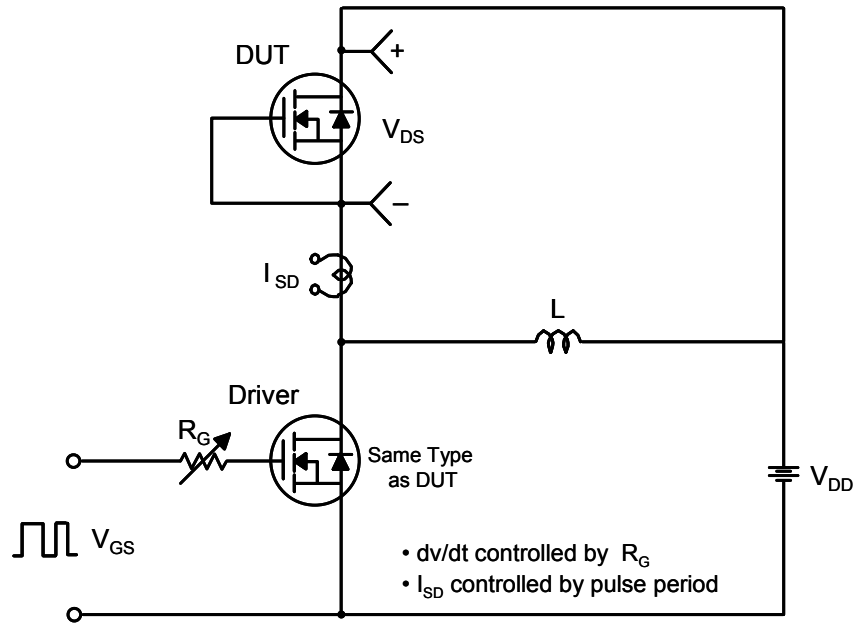 DUT
+
V_DS
−
I_SD
L
Driver
R_G
Same Type
as DUT
V_DD
V_GS
• dv/dt controlled by R_G
• I_SD controlled by pulse period